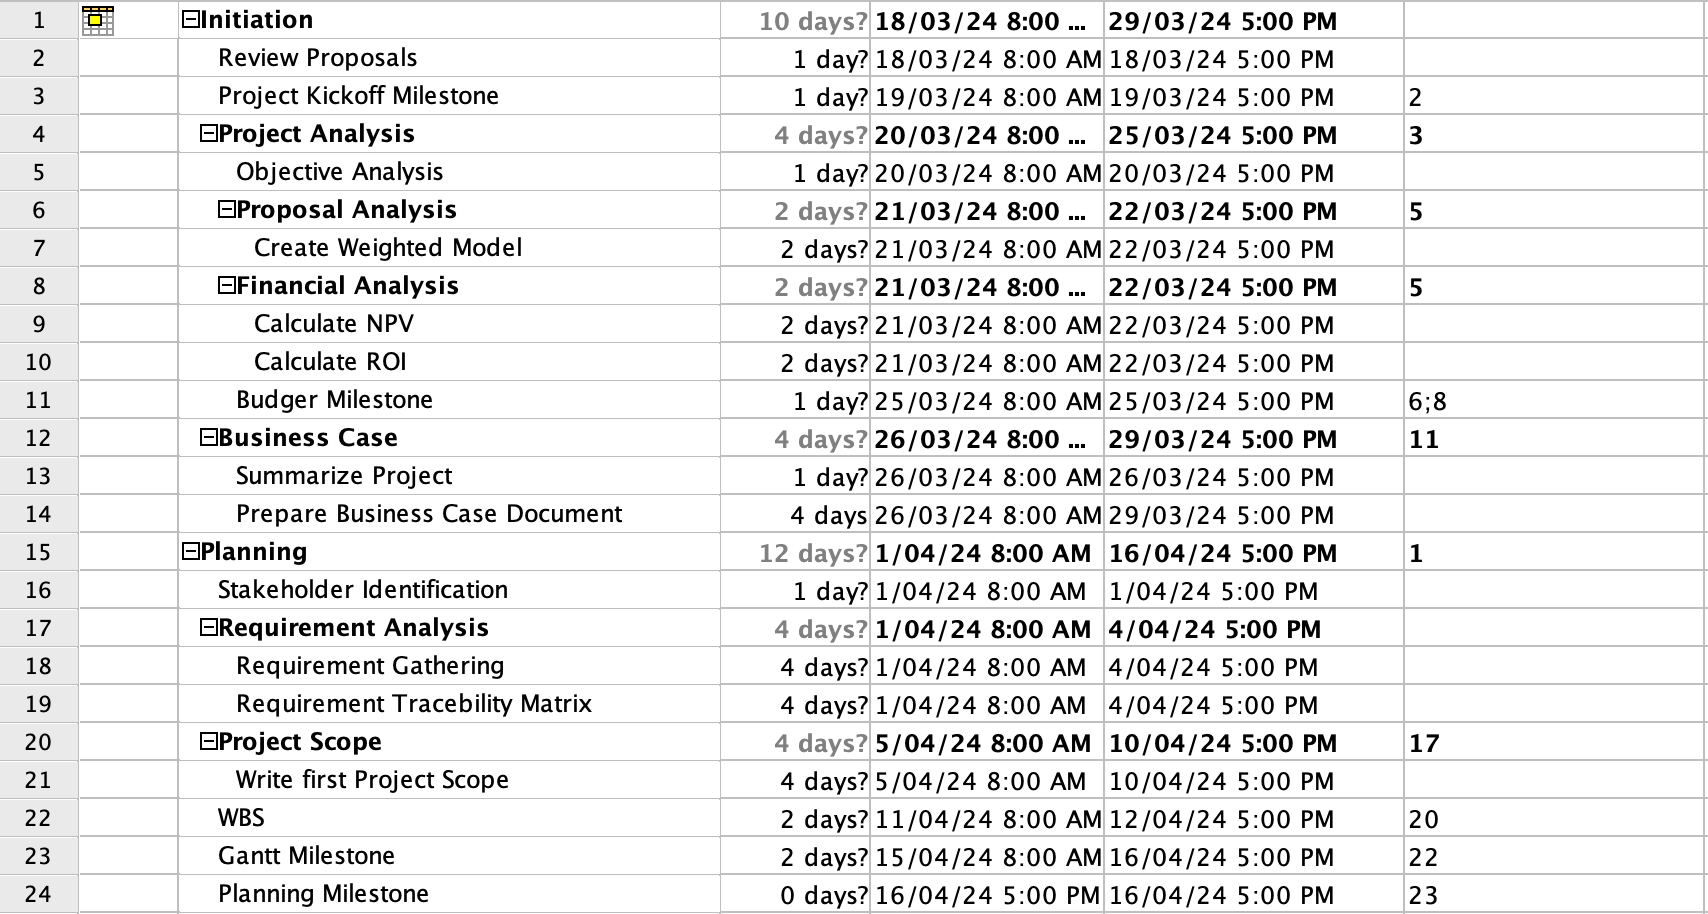 1 Initiation 10 days? 18/03/24 8:00 ... 29/03/24 5:00 PM
2 Review Proposals 1 day? 18/03/24 8:00 AM 18/03/24 5:00 PM
3 Project Kickoff Milestone 1 day? 19/03/24 8:00 AM 19/03/24 5:00 PM 2
4 Project Analysis 4 days? 20/03/24 8:00 ... 25/03/24 5:00 PM 3
5 Objective Analysis 1 day? 20/03/24 8:00 AM 20/03/24 5:00 PM
6 Proposal Analysis 2 days? 21/03/24 8:00 ... 22/03/24 5:00 PM 5
7 Create Weighted Model 2 days? 21/03/24 8:00 AM 22/03/24 5:00 PM
8 Financial Analysis 2 days? 21/03/24 8:00 ... 22/03/24 5:00 PM 5
9 Calculate NPV 2 days? 21/03/24 8:00 AM 22/03/24 5:00 PM
10 Calculate ROI 2 days? 21/03/24 8:00 AM 22/03/24 5:00 PM
11 Budger Milestone 1 day? 25/03/24 8:00 AM 25/03/24 5:00 PM 6;8
12 Business Case 4 days? 26/03/24 8:00 ... 29/03/24 5:00 PM 11
13 Summarize Project 1 day? 26/03/24 8:00 AM 26/03/24 5:00 PM
14 Prepare Business Case Document 4 days 26/03/24 8:00 AM 29/03/24 5:00 PM
15 Planning 12 days? 1/04/24 8:00 AM 16/04/24 5:00 PM 1
16 Stakeholder Identification 1 day? 1/04/24 8:00 AM 1/04/24 5:00 PM
17 Requirement Analysis 4 days? 1/04/24 8:00 AM 4/04/24 5:00 PM
18 Requirement Gathering 4 days? 1/04/24 8:00 AM 4/04/24 5:00 PM
19 Requirement Tracebility Matrix 4 days? 1/04/24 8:00 AM 4/04/24 5:00 PM
20 Project Scope 4 days? 5/04/24 8:00 AM 10/04/24 5:00 PM 17
21 Write first Project Scope 4 days? 5/04/24 8:00 AM 10/04/24 5:00 PM
22 WBS 2 days? 11/04/24 8:00 AM 12/04/24 5:00 PM 20
23 Gantt Milestone 2 days? 15/04/24 8:00 AM 16/04/24 5:00 PM 22
24 Planning Milestone 0 days? 16/04/24 5:00 PM 16/04/24 5:00 PM 23